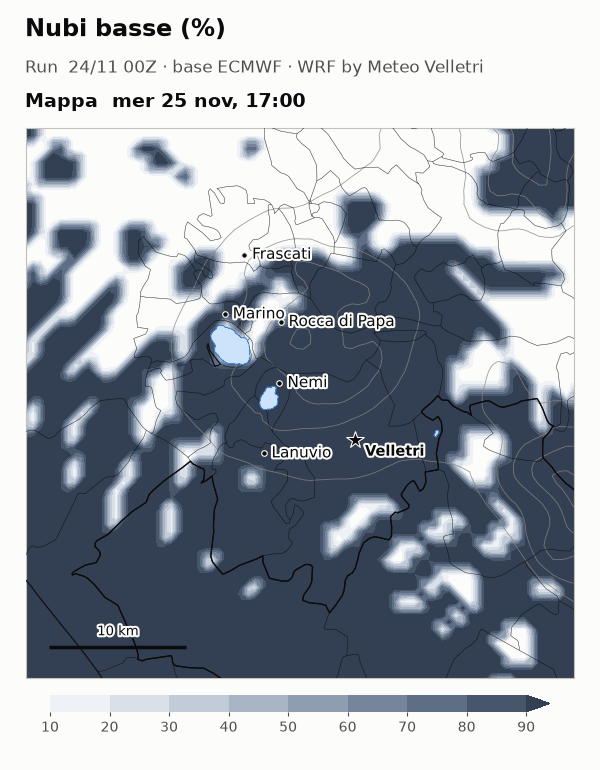 Nubi basse (%)
Run  24/11 00Z · base ECMWF · WRF by Meteo Velletri
Mappa  mer 25 nov, 17:00
Frascati
Marino
Rocca di Papa
Nemi
Velletri
Lanuvio
10 km
10 20 30 40 50 60 70 80 90